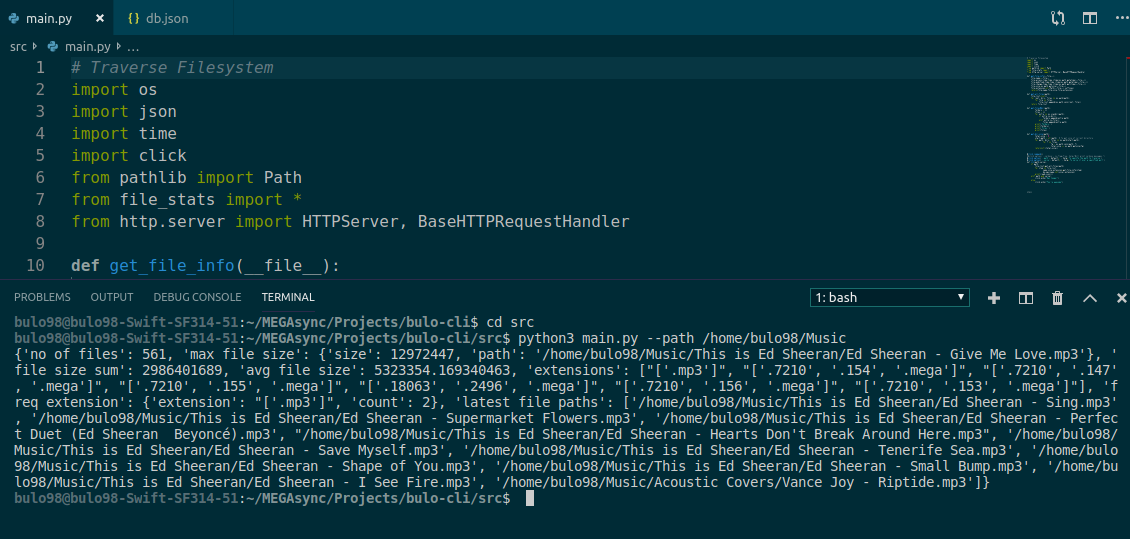 main.py × {} db.json
src main.py ...
1 # Traverse Filesystem
2 import os
3 import json
4 import time
5 import click
6 from pathlib import Path
7 from file_stats import *
8 from http.server import HTTPServer, BaseHTTPRequestHandler
9
10 def get_file_info(__file__):
PROBLEMS OUTPUT DEBUG CONSOLE TERMINAL 1: bash
bulo98@bulo98-Swift-SF314-51:~/MEGAsync/Projects/bulo-cli$ cd src
bulo98@bulo98-Swift-SF314-51:~/MEGAsync/Projects/bulo-cli/src$ python3 main.py --path /home/bulo98/Music
{'no of files': 561, 'max file size': {'size': 12972447, 'path': '/home/bulo98/Music/This is Ed Sheeran/Ed Sheeran - Give Me Love.mp3'}, '
file size sum': 2986401689, 'avg file size': 5323354.169340463, 'extensions': ["['.mp3']", "['.7210', '.154', '.mega']", "['.7210', '.147'
, '.mega']", "['.7210', '.155', '.mega']", "['.18063', '.2496', '.mega']", "['.7210', '.156', '.mega']", "['.7210', '.153', '.mega']"], 'f
req extension': {'extension': "['.mp3']", 'count': 2}, 'latest file paths': ['/home/bulo98/Music/This is Ed Sheeran/Ed Sheeran - Sing.mp3'
, '/home/bulo98/Music/This is Ed Sheeran/Ed Sheeran - Supermarket Flowers.mp3', '/home/bulo98/Music/This is Ed Sheeran/Ed Sheeran - Perfec
t Duet (Ed Sheeran  Beyoncé).mp3', "/home/bulo98/Music/This is Ed Sheeran/Ed Sheeran - Hearts Don't Break Around Here.mp3", '/home/bulo98/
Music/This is Ed Sheeran/Ed Sheeran - Save Myself.mp3', '/home/bulo98/Music/This is Ed Sheeran/Ed Sheeran - Tenerife Sea.mp3', '/home/bulo
98/Music/This is Ed Sheeran/Ed Sheeran - Shape of You.mp3', '/home/bulo98/Music/This is Ed Sheeran/Ed Sheeran - Small Bump.mp3', '/home/bu
lo98/Music/This is Ed Sheeran/Ed Sheeran - I See Fire.mp3', '/home/bulo98/Music/Acoustic Covers/Vance Joy - Riptide.mp3']}
bulo98@bulo98-Swift-SF314-51:~/MEGAsync/Projects/bulo-cli/src$